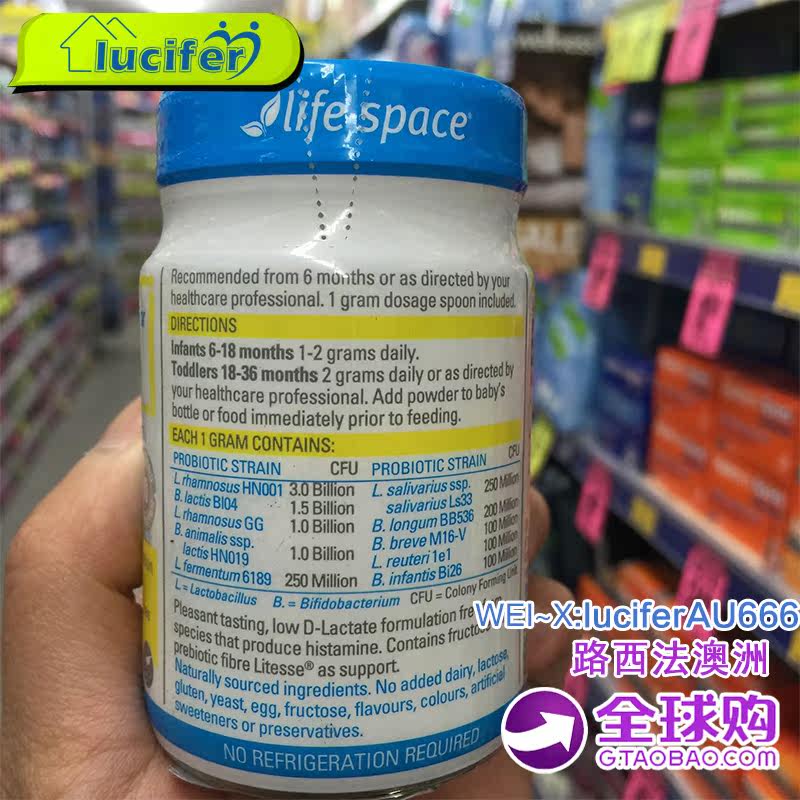 lucifer
life space
Recommended from 6 months or as directed by your
healthcare professional. 1 gram dosage spoon included.
DIRECTIONS
Infants 6-18 months 1-2 grams daily.
Toddlers 18-36 months 2 grams daily or as directed by
your healthcare professional. Add powder to baby's
bottle or food immediately prior to feeding.
EACH 1 GRAM CONTAINS:
PROBIOTIC STRAIN CFU
L rhamnosus HN001 3.0 Billion
B. lactis BI04 1.5 Billion
L. rhamnosus GG 1.0 Billion
B. animalis ssp.
lactis HN019 1.0 Billion
L fermentum 6189 250 Million
PROBIOTIC STRAIN CFU
L. salivarius ssp. 250 Million
salivarius Ls33
B. longum BB536 200 Million
B. breve M16-V 100 Million
L. reuteri 1e1 100 Million
B. infantis Bi26 100 Million
L = Lactobacillus B. = Bifidobacterium CFU = Colony Forming Unit
Pleasant tasting, low D-Lactate formulation
species that produce histamine. Contains
prebiotic fibre Litesse® as support.
Naturally sourced ingredients. No added dairy, lactose,
gluten, yeast, egg, fructose, flavours, colours, artificial
sweeteners or preservatives.
NO REFRIGERATION REQUIRED
WEI~X:luciferAU666
路西法澳洲
全球购
GTAOBAO.COM